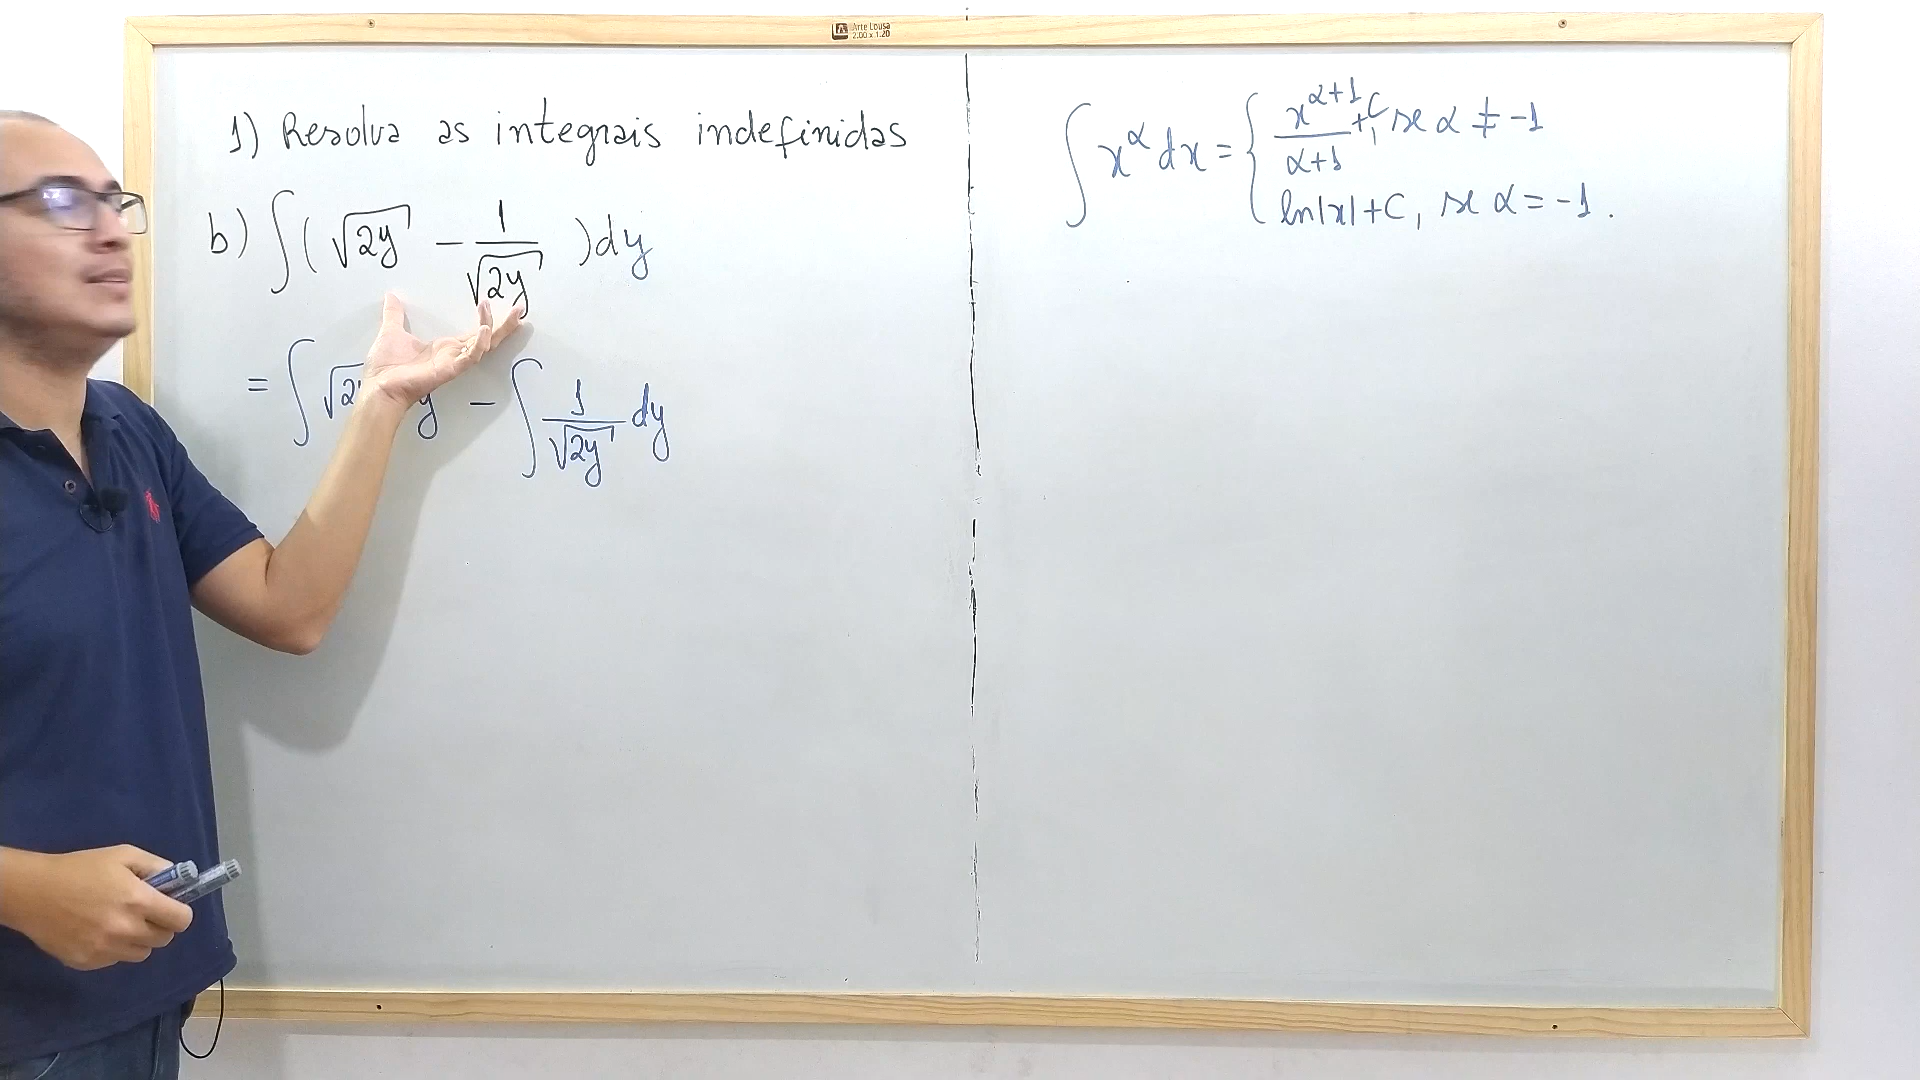 Arte Lousa
2.00 x 1.20
1) Resolva as integrais indefinidas
b) ∫( √2y - 1/√2y )dy
= ∫ √2 y - ∫ 1/√2y dy
∫ x^α dx = { x^(α+1)/(α+1) + C, se α ≠ -1
ln|x| + C, se α = -1.